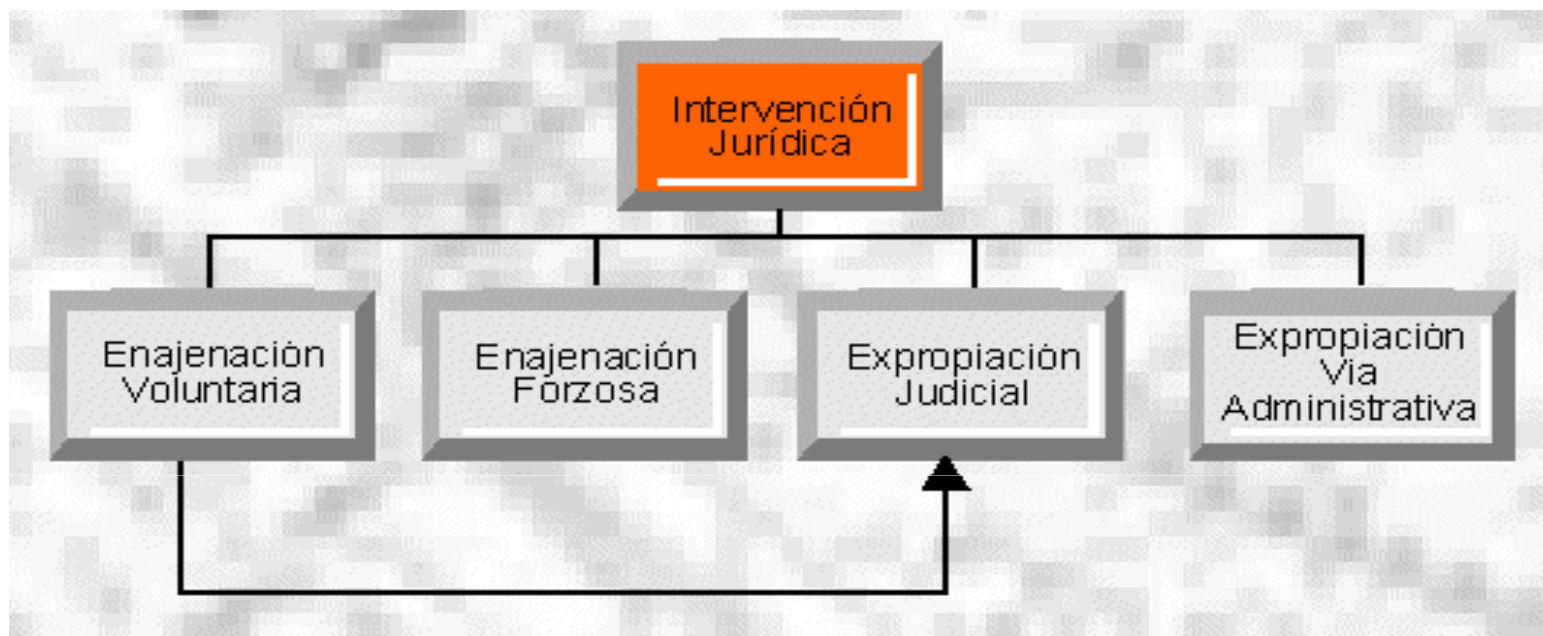 Intervención
Jurídica
Enajenación
Voluntaria
Enajenación
Forzosa
Expropiación
Judicial
Expropiación
Via
Administrativa